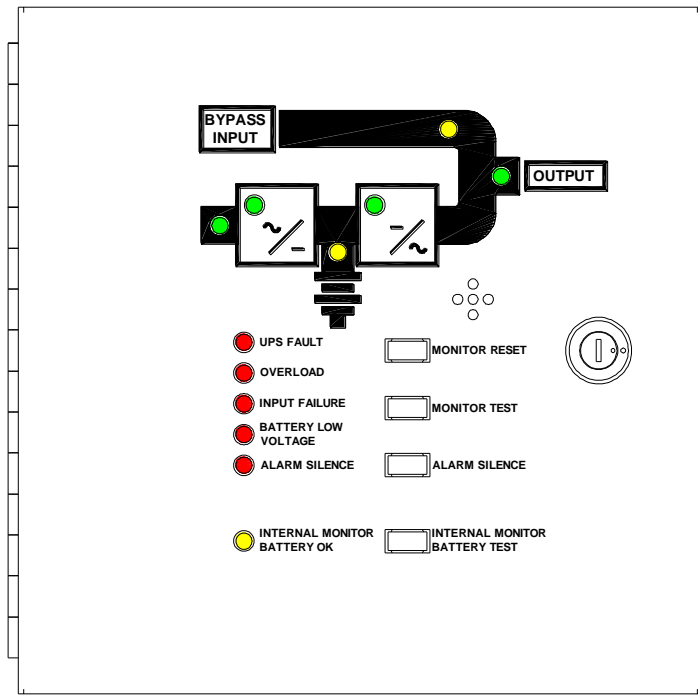 BYPASS
INPUT
OUTPUT
UPS FAULT
OVERLOAD
INPUT FAILURE
BATTERY LOW
VOLTAGE
ALARM SILENCE
INTERNAL MONITOR
BATTERY OK
MONITOR RESET
MONITOR TEST
ALARM SILENCE
INTERNAL MONITOR
BATTERY TEST